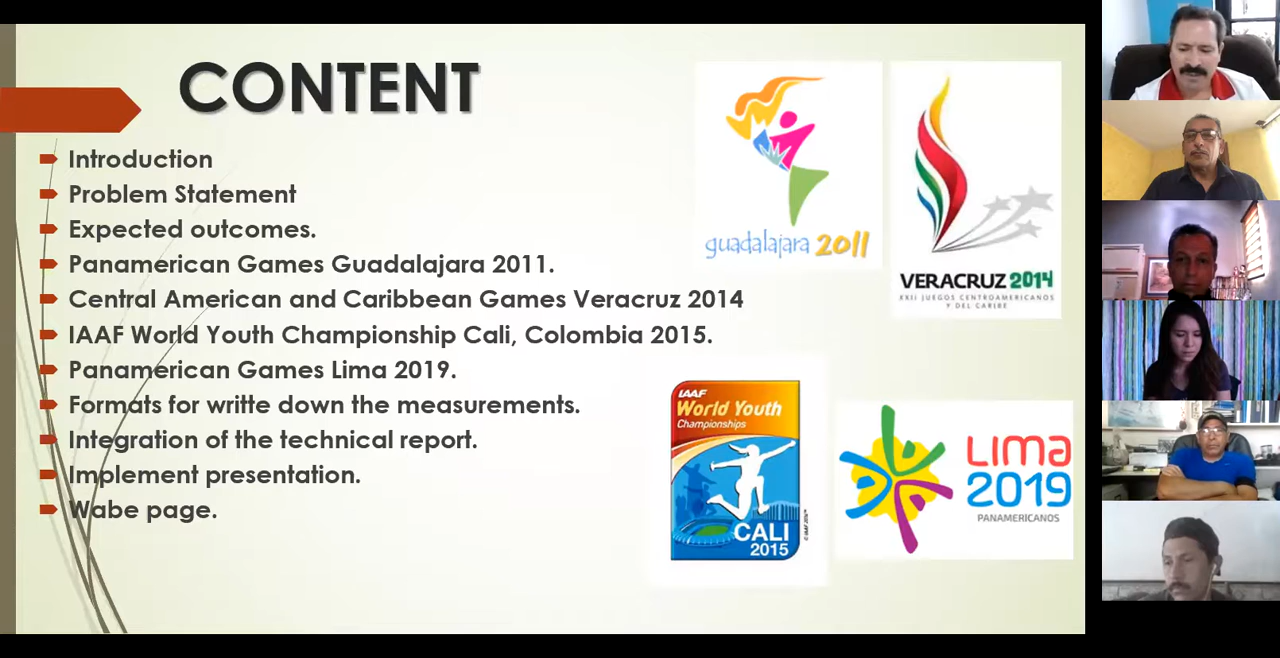 CONTENT
Introduction
Problem Statement
Expected outcomes.
Panamerican Games Guadalajara 2011.
Central American and Caribbean Games Veracruz 2014
IAAF World Youth Championship Cali, Colombia 2015.
Panamerican Games Lima 2019.
Formats for writte down the measurements.
Integration of the technical report.
Implement presentation.
Wabe page.
guadalajara 2011
VERACRUZ 2014
XXII JUEGOS CENTROAMERICANOS
Y DEL CARIBE
IAAF
World Youth
Championships
CALI
2015
LIMA
2019
PANAMERICANOS